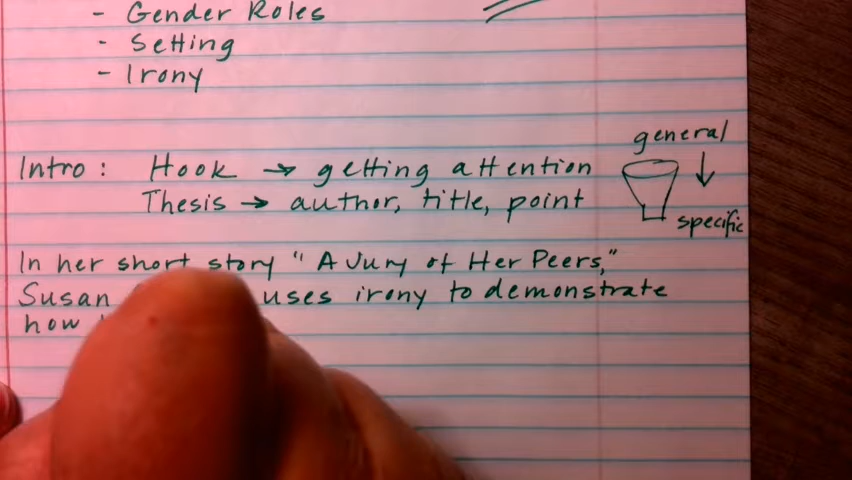 - Gender Roles
- Setting
- Irony
general
Intro: Hook → getting attention
Thesis → author, title, point
specific
In her short story "A Jury of Her Peers,"
Susan uses irony to demonstrate
how